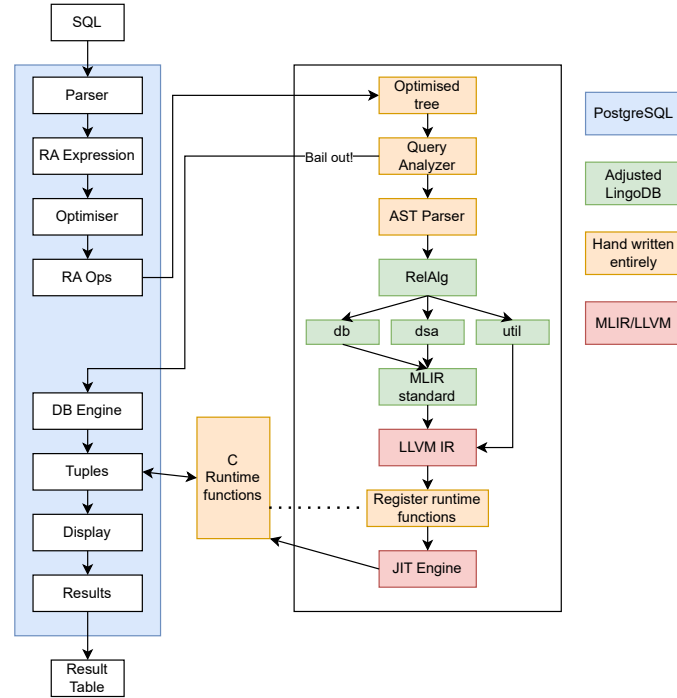 SQL
Parser
RA Expression
Optimiser
RA Ops
DB Engine
Tuples
Display
Results
Result
Table
Bail out!
C
Runtime
functions
Optimised
tree
Query
Analyzer
AST Parser
RelAlg
db
dsa
util
MLIR
standard
LLVM IR
Register runtime
functions
JIT Engine
PostgreSQL
Adjusted
LingoDB
Hand written
entirely
MLIR/LLVM